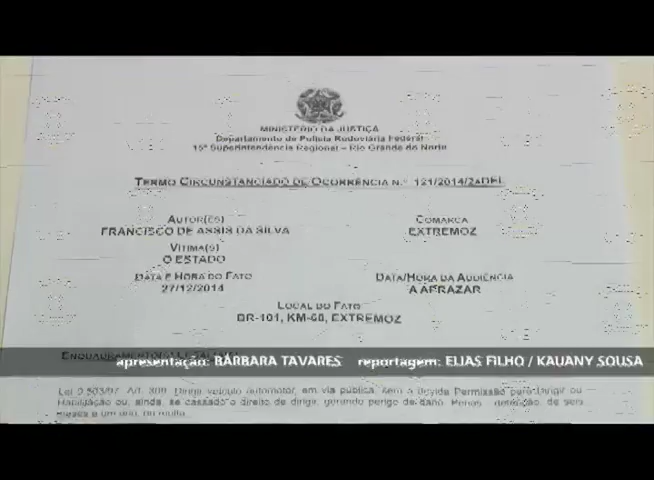 MINISTÉRIO DA JUSTIÇA
Departamento de Polícia Rodoviária Federal
15ª Superintendência Regional – Rio Grande do Norte
TERMO CIRCUNSTANCIADO DE OCORRÊNCIA N.º 121/2014/2ªDEL
AUTOR(ES)
FRANCISCO DE ASSIS DA SILVA
COMARCA
EXTREMOZ
VÍTIMA(S)
O ESTADO
DATA E HORA DO FATO
27/12/2014
DATA/HORA DA AUDIÊNCIA
A APRAZAR
LOCAL DO FATO
BR-101, KM-, EXTREMOZ
apresentação: BÁRBARA TAVARES reportagem: ELIAS FILHO / KAUANY SOUSA
Lei 9.503/97. Art. 309. Dirigir veículo automotor, em via pública, sem a devida Permissão para Dirigir ou
Habilitação ou, ainda, se cassado o direito de dirigir, gerando perigo de dano: Penas - detenção, de seis
meses a um ano, ou multa.